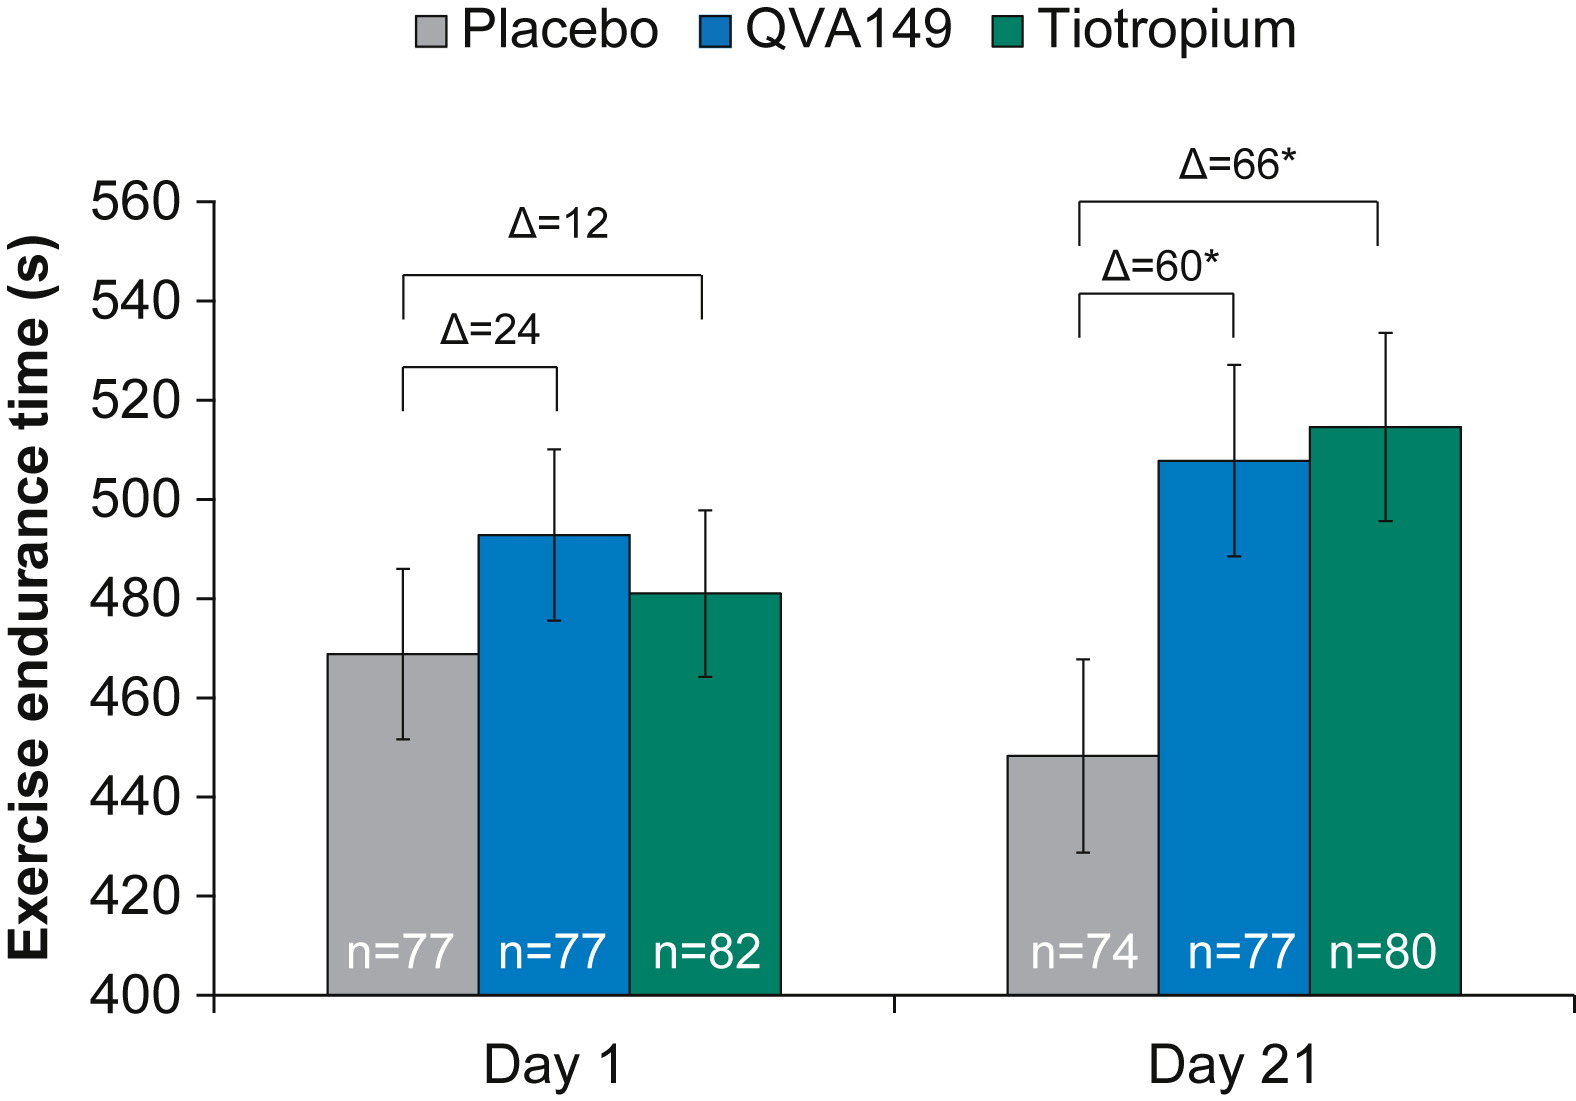 Placebo QVA149 Tiotropium
Exercise endurance time (s)
560
540
520
500
480
460
440
420
400
Δ=12
Δ=24
Δ=66*
Δ=60*
n=77 n=77 n=82
n=74 n=77 n=80
Day 1
Day 21